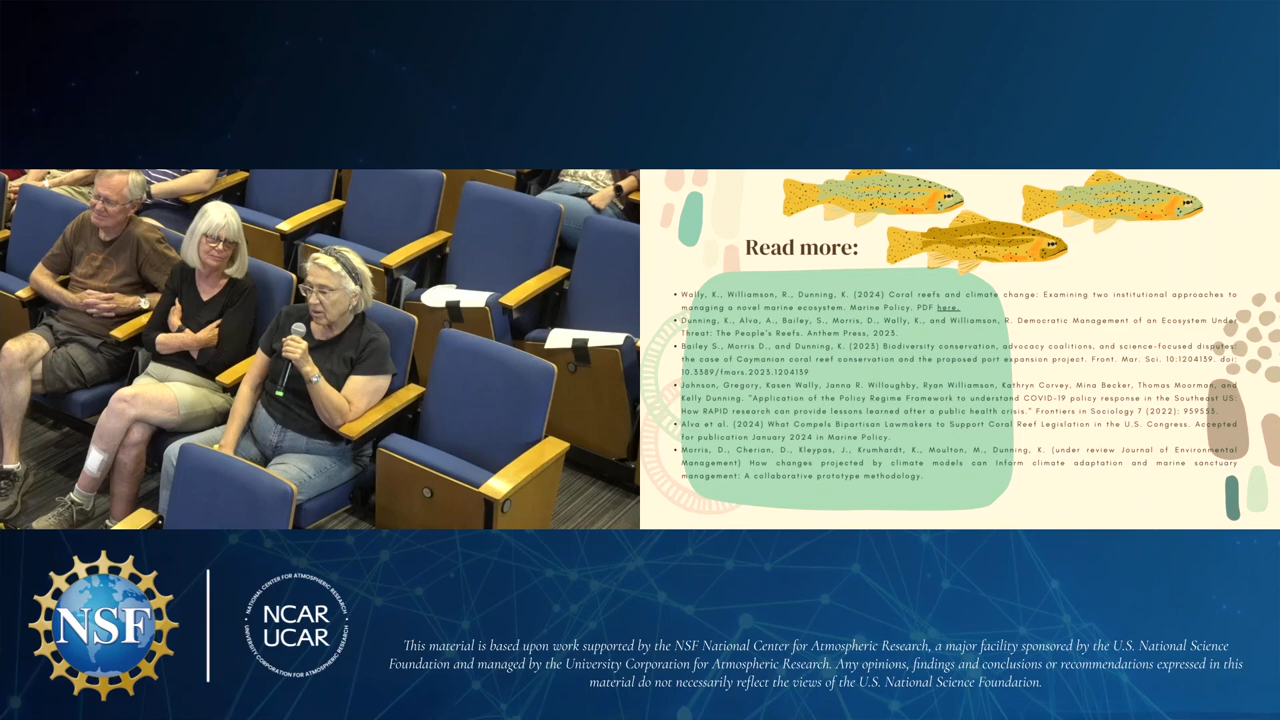 Read more:
Wally, K., Williamson, R., Dunning, K. (2024) Coral reefs and climate change: Examining two institutional approaches to
managing a novel marine ecosystem. Marine Policy. PDF here.
Dunning, K., Alva, A., Bailey, S., Morris, D., Wally, K., and Williamson, R. Democratic Management of an Ecosystem Under
Threat: The People's Reefs. Anthem Press, 2023.
Bailey S., Morris D., and Dunning, K. (2023) Biodiversity conservation, advocacy coalitions, and science-focused disputes:
the case of Caymanian coral reef conservation and the proposed port expansion project. Front. Mar. Sci. 10:1204139. doi:
10.3389/fmars.2023.1204139
Johnson, Gregory, Kasen Wally, Janna R. Willoughby, Ryan Williamson, Kathryn Corvey, Mina Becker, Thomas Moorman, and
Kelly Dunning. "Application of the Policy Regime Framework to understand COVID-19 policy response in the Southeast US:
How RAPID research can provide lessons learned after a public health crisis." Frontiers in Sociology 7 (2022): 959553.
Alva et al. (2024) What Compels Bipartisan Lawmakers to Support Coral Reef Legislation in the U.S. Congress. Accepted
for publication January 2024 in Marine Policy.
Morris, D., Cherian, D., Kleypas, J., Krumhardt, K., Moulton, M., Dunning, K. (under review Journal of Environmental
Management) How changes projected by climate models can Inform climate adaptation and marine sanctuary
management: A collaborative prototype methodology.
NSF
NATIONAL CENTER FOR ATMOSPHERIC RESEARCH
NCAR
UCAR
UNIVERSITY CORPORATION FOR ATMOSPHERIC RESEARCH
This material is based upon work supported by the NSF National Center for Atmospheric Research, a major facility sponsored by the U.S. National Science
Foundation and managed by the University Corporation for Atmospheric Research. Any opinions, findings and conclusions or recommendations expressed in this
material do not necessarily reflect the views of the U.S. National Science Foundation.